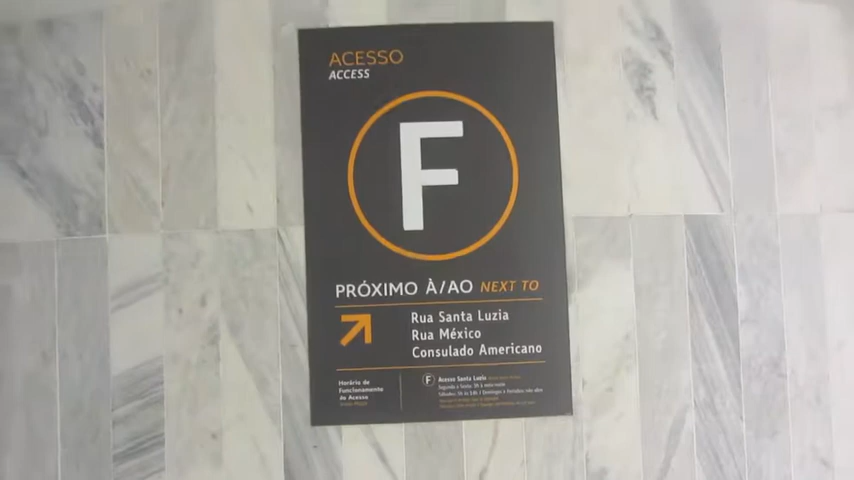 ACESSO
ACCESS
F
PRÓXIMO À/AO NEXT TO
Rua Santa Luzia
Rua México
Consulado Americano
Horário de
Funcionamento
do Acesso
F Acesso Santa Luzia